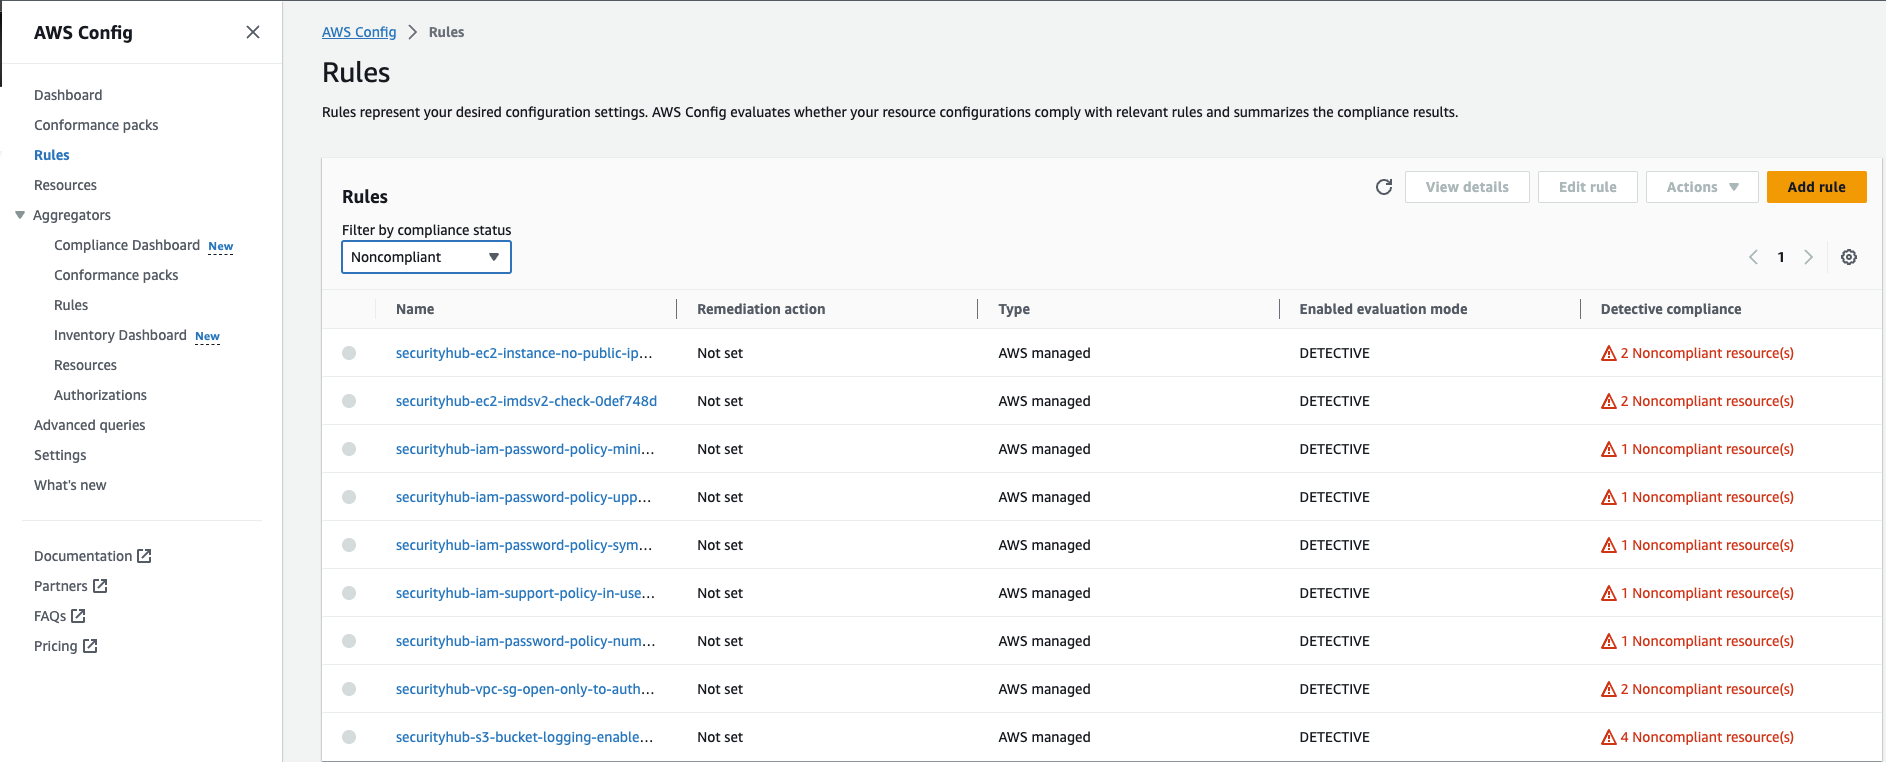 AWS Config
Dashboard
Conformance packs
Rules
Resources
Aggregators
Compliance Dashboard New
Conformance packs
Rules
Inventory Dashboard New
Resources
Authorizations
Advanced queries
Settings
What's new
Documentation
Partners
FAQs
Pricing
AWS Config > Rules
Rules
Rules represent your desired configuration settings. AWS Config evaluates whether your resource configurations comply with relevant rules and summarizes the compliance results.
Rules
View details Edit rule Actions Add rule
Filter by compliance status
Noncompliant
1
Name Remediation action Type Enabled evaluation mode Detective compliance
securityhub-ec2-instance-no-public-ip... Not set AWS managed DETECTIVE 2 Noncompliant resource(s)
securityhub-ec2-imdsv2-check-0def748d Not set AWS managed DETECTIVE 2 Noncompliant resource(s)
securityhub-iam-password-policy-mini... Not set AWS managed DETECTIVE 1 Noncompliant resource(s)
securityhub-iam-password-policy-upp... Not set AWS managed DETECTIVE 1 Noncompliant resource(s)
securityhub-iam-password-policy-sym... Not set AWS managed DETECTIVE 1 Noncompliant resource(s)
securityhub-iam-support-policy-in-use... Not set AWS managed DETECTIVE 1 Noncompliant resource(s)
securityhub-iam-password-policy-num... Not set AWS managed DETECTIVE 1 Noncompliant resource(s)
securityhub-vpc-sg-open-only-to-auth... Not set AWS managed DETECTIVE 2 Noncompliant resource(s)
securityhub-s3-bucket-logging-enable... Not set AWS managed DETECTIVE 4 Noncompliant resource(s)